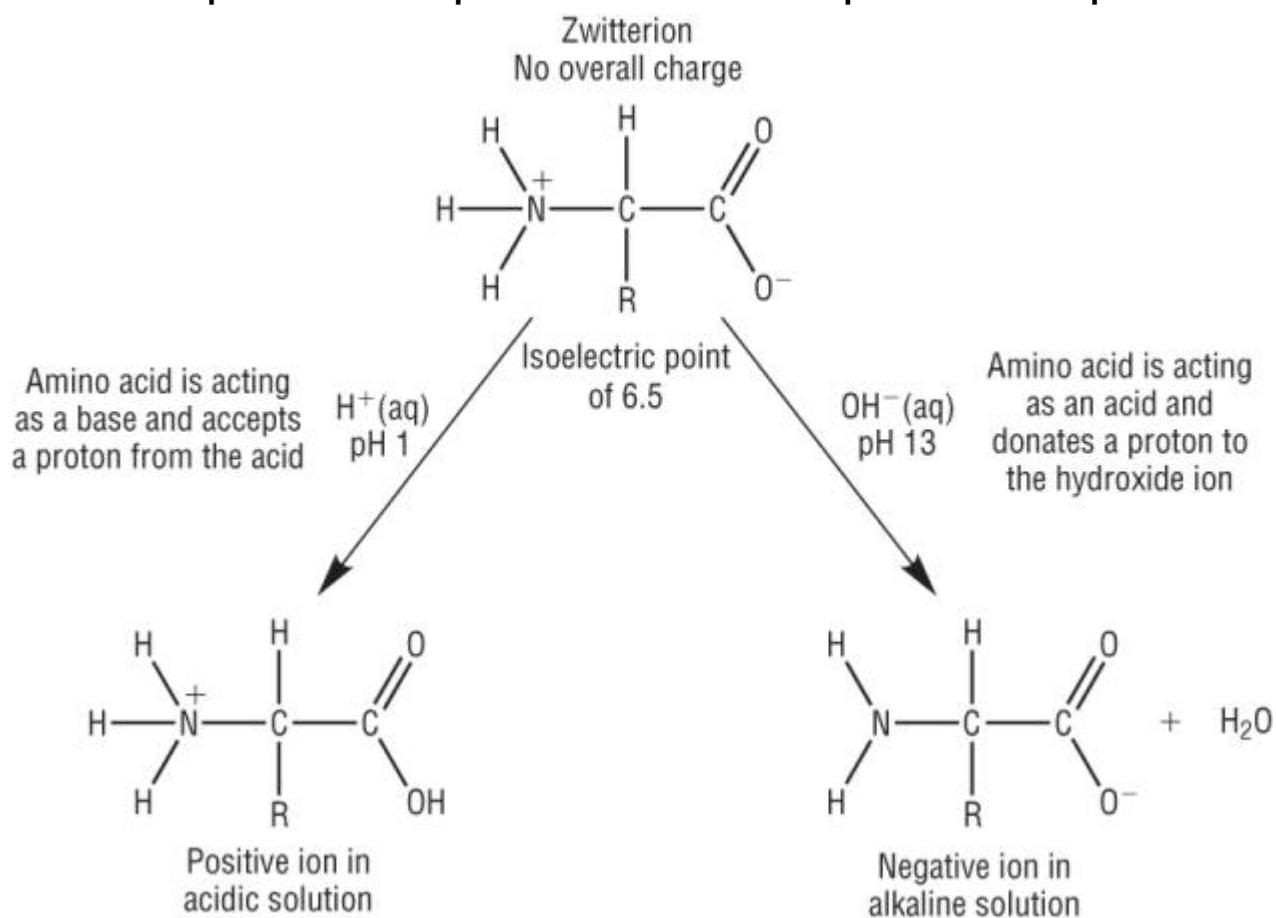 Zwitterion
No overall charge
H H O
H N+ C C
H R O−
Isoelectric point
of 6.5
Amino acid is acting
as a base and accepts
a proton from the acid
H+(aq)
pH 1
OH−(aq)
pH 13
Amino acid is acting
as an acid and
donates a proton to
the hydroxide ion
H H O
H N+ C C
H R OH
Positive ion in
acidic solution
H H O
N C C + H₂O
H R O−
Negative ion in
alkaline solution